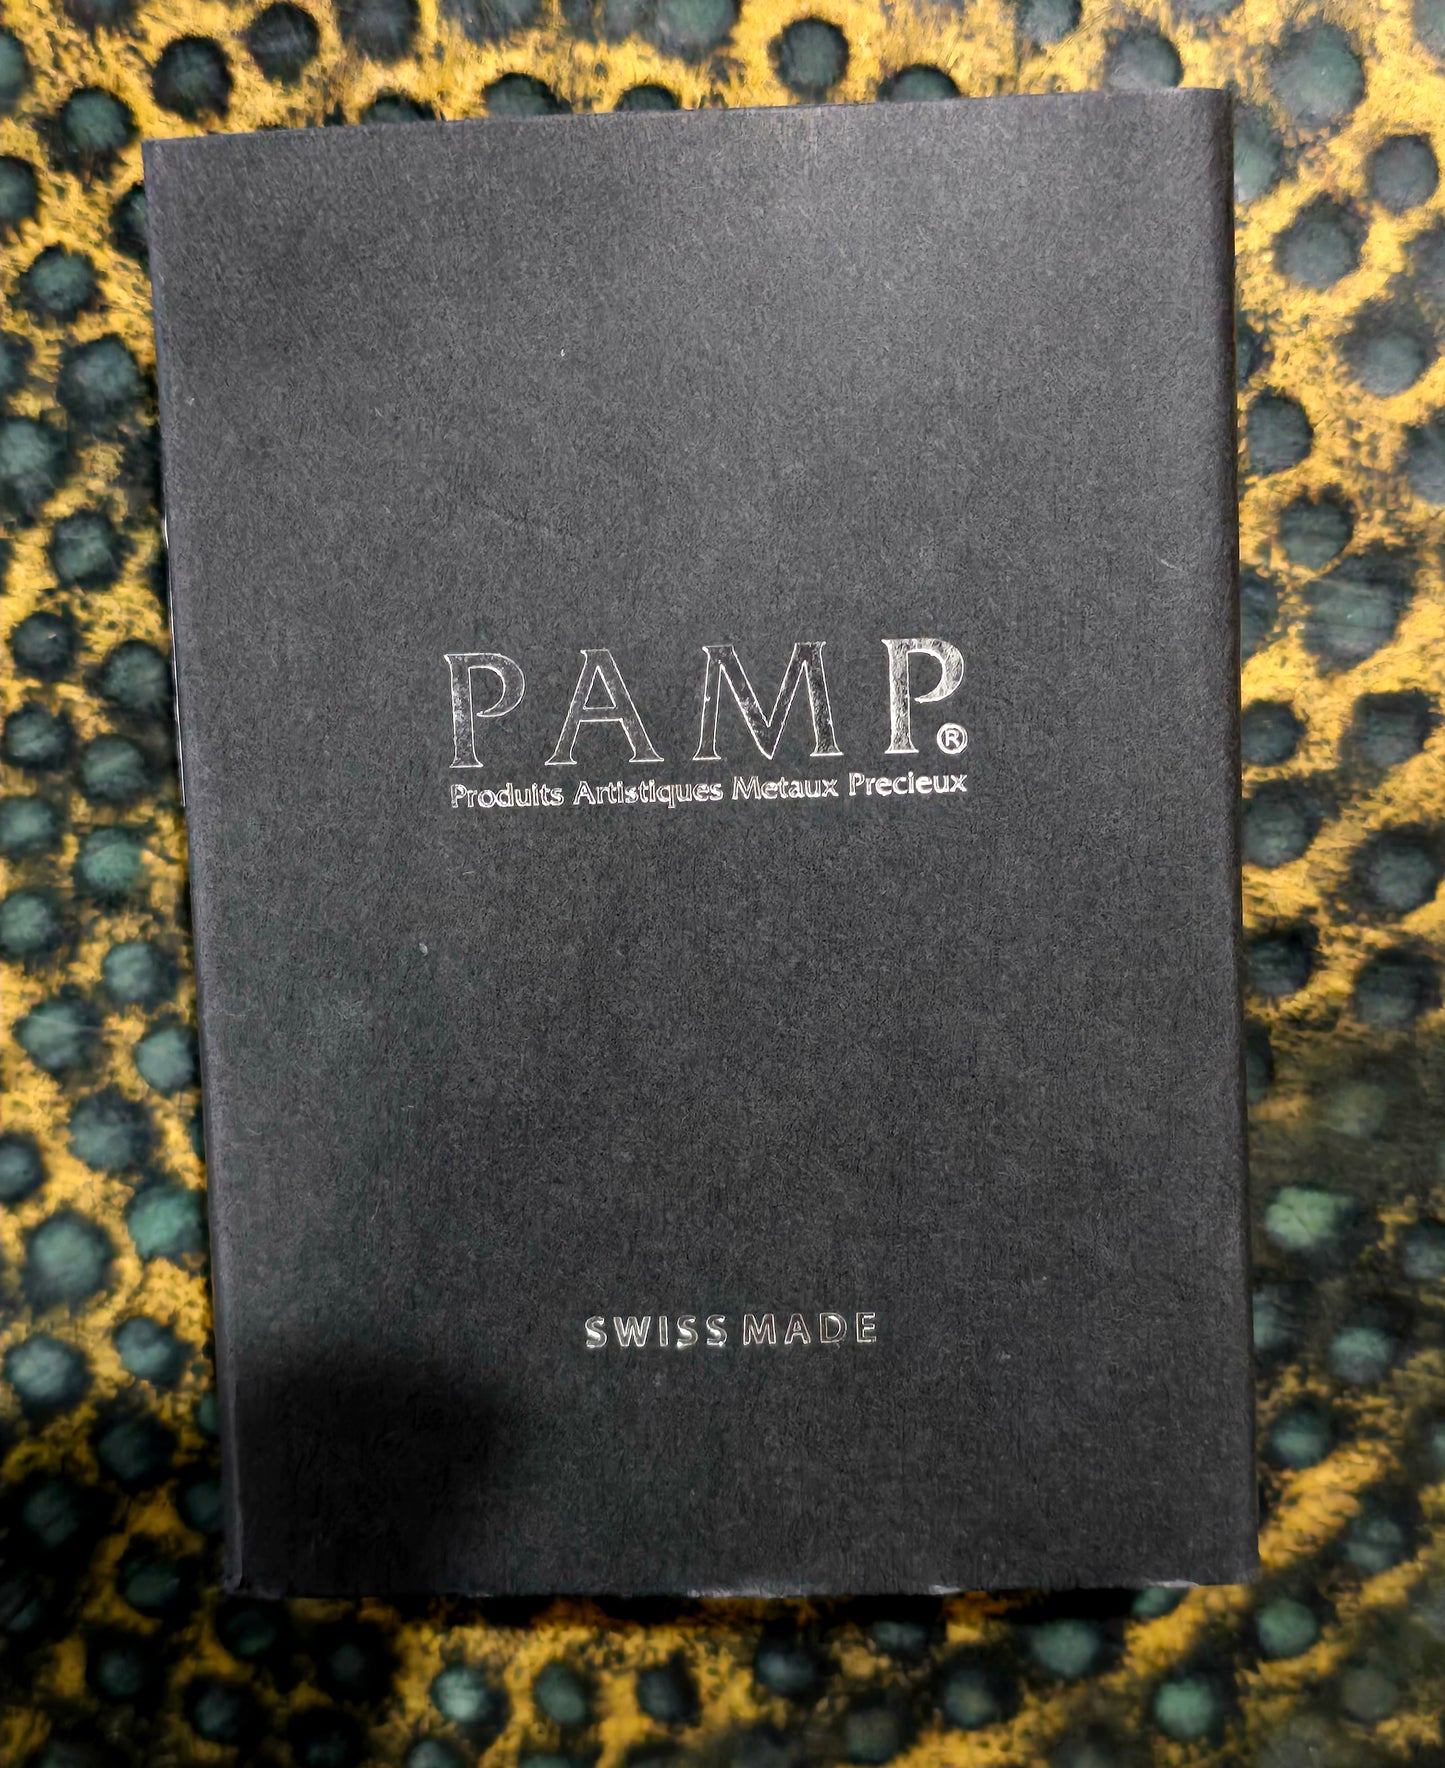 PAMP.®
Produits Artistiques Metaux Precieux
SWISS MADE